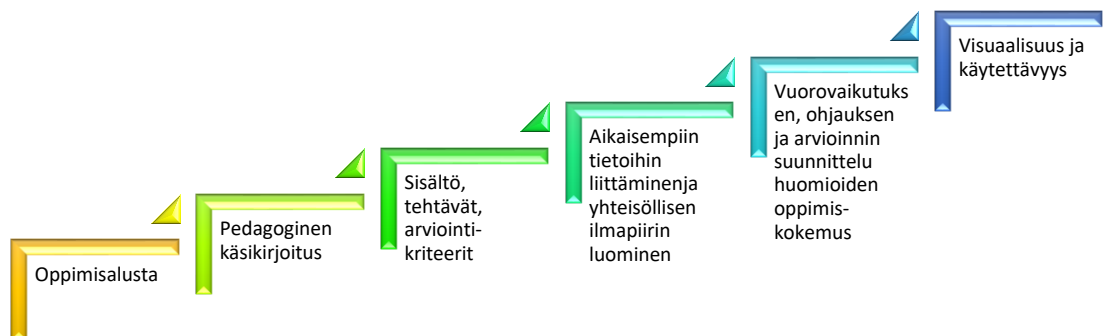 Oppimisalusta
Pedagoginen
käsikirjoitus
Sisältö,
tehtävät,
arviointi-
kriteerit
Aikaisempiin
tietoihin
liittäminenja
yhteisöllisen
ilmapiirin
luominen
Vuorovaikutuks
en, ohjauksen
ja arvioinnin
suunnittelu
huomioiden
oppimis-
kokemus
Visuaalisuus ja
käytettävyys